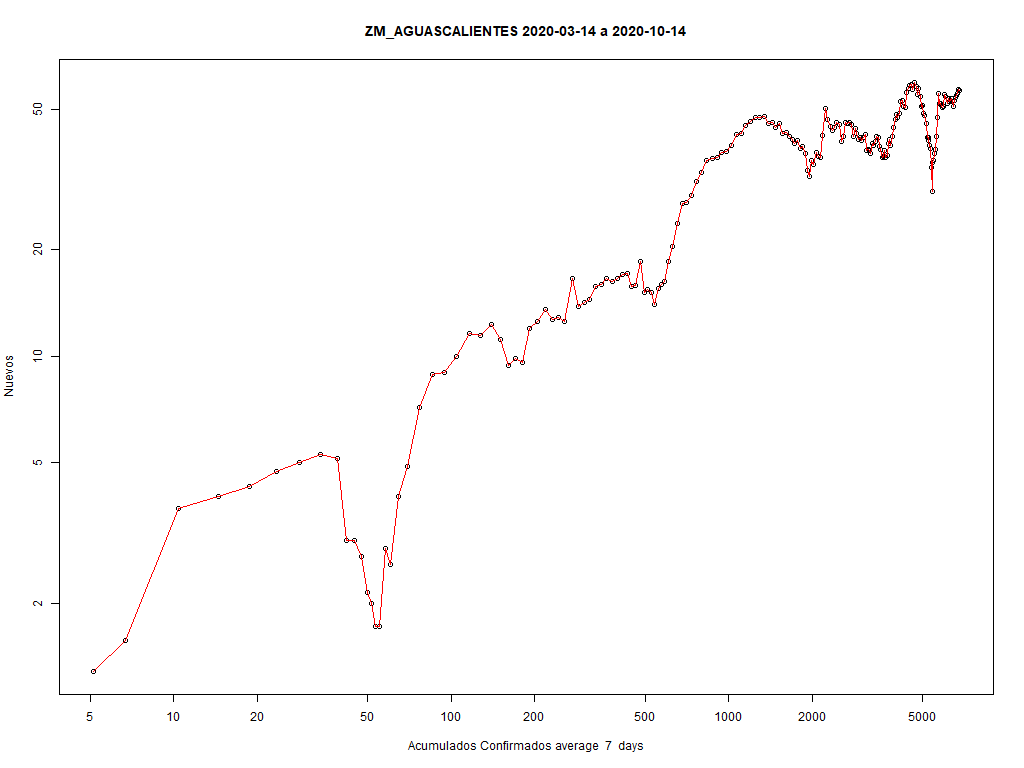 ZM_AGUASCALIENTES 2020-03-14 a 2020-10-14
50
20
10
5
2
Nuevos
5 10 20 50 100 200 500 1000 2000 5000
Acumulados Confirmados average 7 days